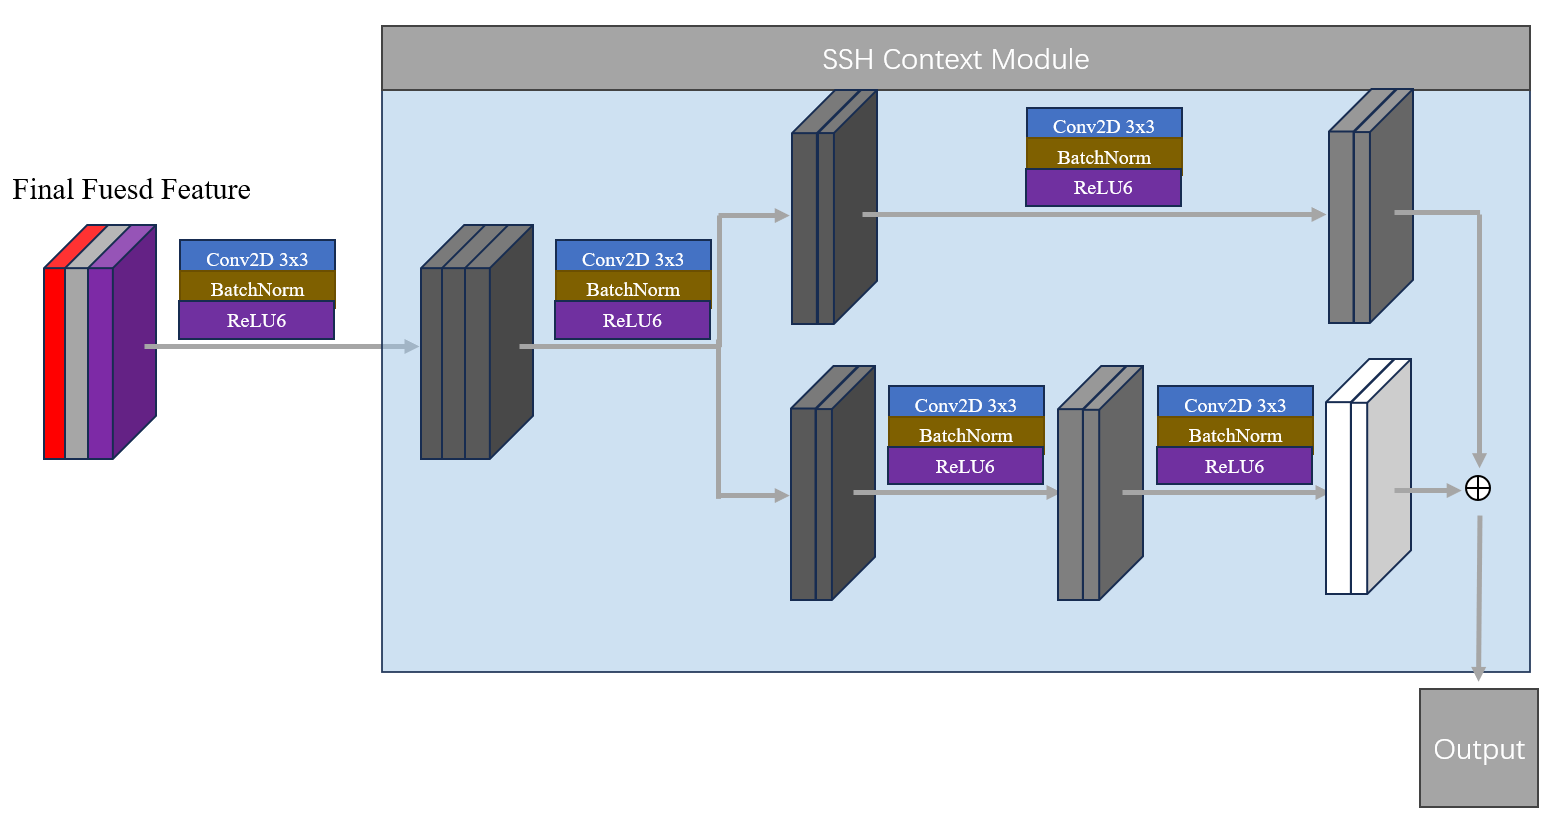 SSH Context Module
Conv2D 3x3
BatchNorm
ReLU6
Final Fuesd Feature
Conv2D 3x3
BatchNorm
ReLU6
Conv2D 3x3
BatchNorm
ReLU6
Conv2D 3x3
BatchNorm
ReLU6
Conv2D 3x3
BatchNorm
ReLU6
Output